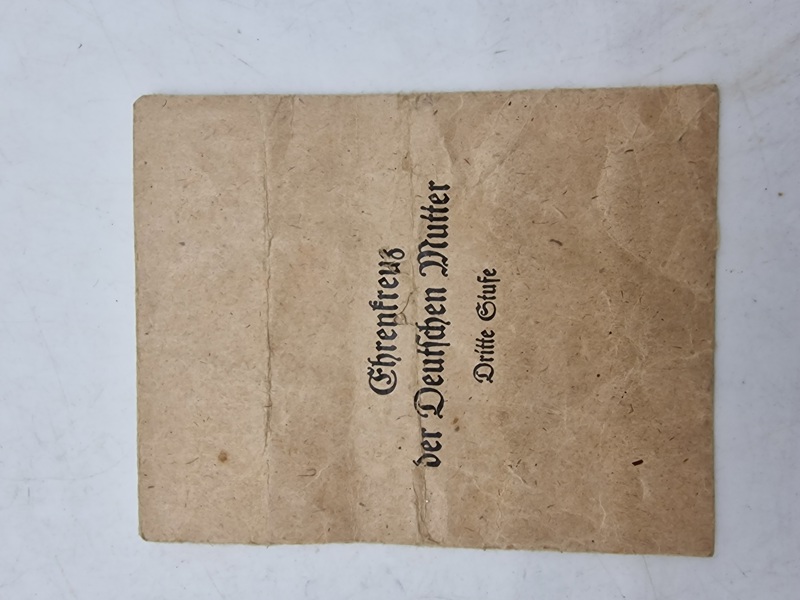 Ehrenkreuz
der Deutschen Mutter
Dritte Stufe